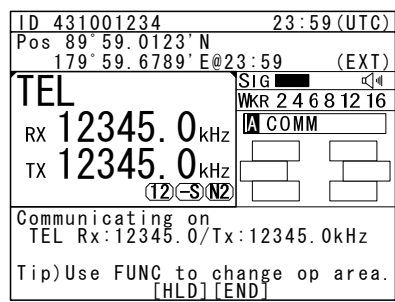 ID 431001234 23:59(UTC)
Pos 89°59.0123'N
179°59.6789'E@23:59 (EXT)
TEL
SIG
WKR 2 4 6 8 12 16
RX 12345.0kHz
A COMM
TX 12345.0kHz
(12)(-S)(N2)
Communicating on
TEL Rx:12345.0/Tx:12345.0kHz
Tip)Use FUNC to change op area.
[HLD][END]